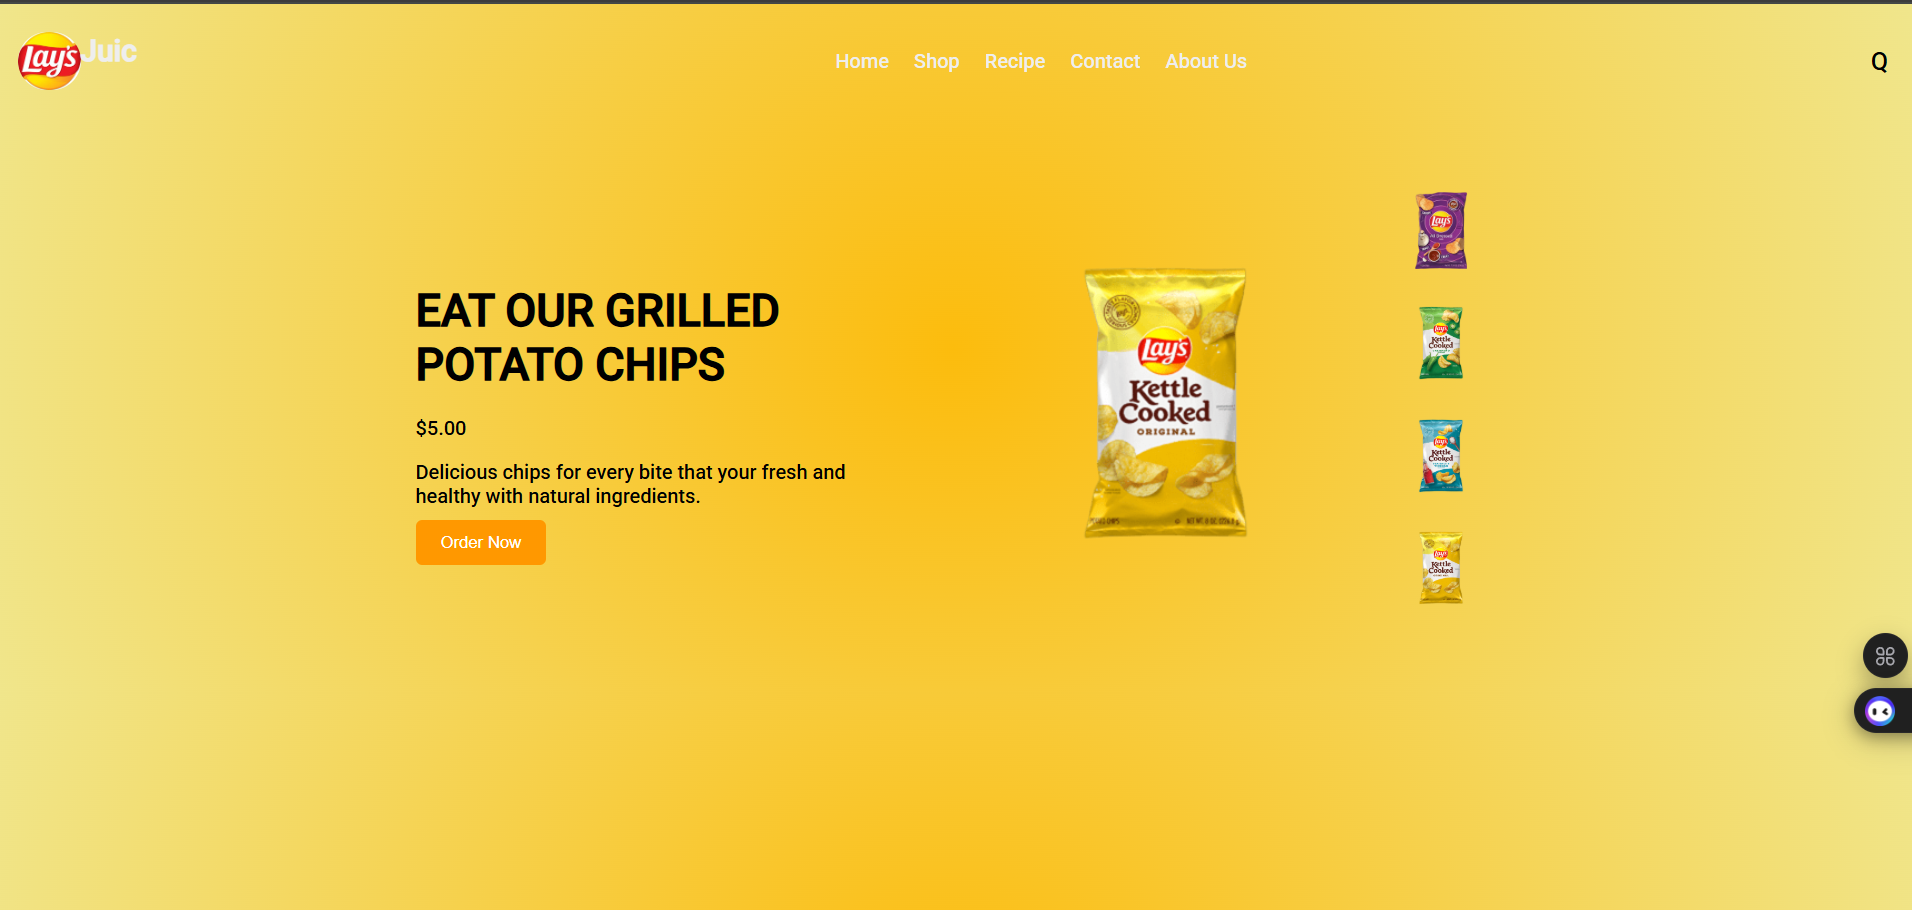 Lay's Juic
Home Shop Recipe Contact About Us
Q
EAT OUR GRILLED
POTATO CHIPS
$5.00
Delicious chips for every bite that your fresh and
healthy with natural ingredients.
Order Now
Lay's
Kettle
Cooked
ORIGINAL
Lay's
Lay's
Kettle
Cooked
Lay's
Kettle
Cooked
Lay's
Kettle
Cooked